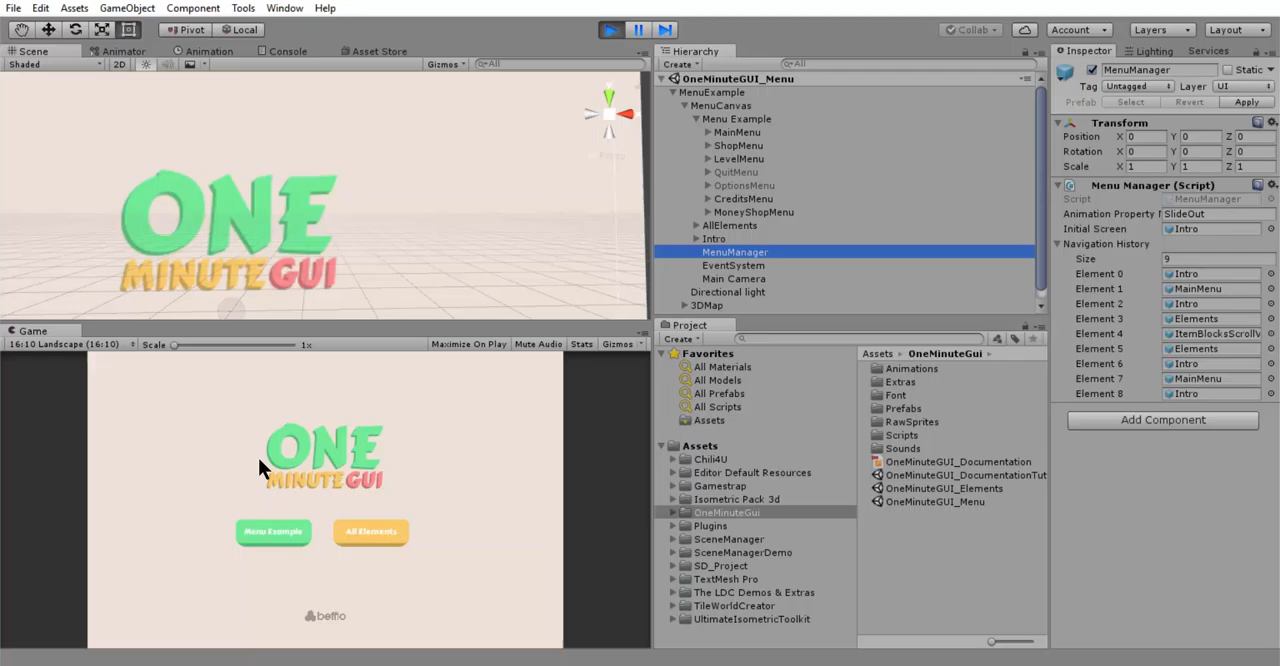 File Edit Assets GameObject Component Tools Window Help
Pivot Local Collab Account Layers Layout
Scene Animator Animation Console Asset Store
Shaded 2D Gizmos All
ONE
MINUTEGUI
Game
16:10 Landscape (16:10) Scale 1x Maximize On Play Mute Audio Stats Gizmos
ONE
MINUTEGUI
Menu Example All Elements
beffio
Hierarchy
Create All
OneMinuteGUI_Menu
MenuExample
MenuCanvas
Menu Example
MainMenu
ShopMenu
LevelMenu
QuitMenu
OptionsMenu
CreditsMenu
MoneyShopMenu
AllElements
Intro
MenuManager
EventSystem
Main Camera
Directional light
3DMap
Project
Create
Favorites
All Materials
All Models
All Prefabs
All Scripts
Assets
Assets
Chili4U
Editor Default Resources
Gamestrap
Isometric Pack 3d
OneMinuteGui
Plugins
SceneManager
SceneManagerDemo
SD_Project
TextMesh Pro
The LDC Demos & Extras
TileWorldCreator
UltimateIsometricToolkit
Assets OneMinuteGui
Animations
Extras
Font
Prefabs
RawSprites
Scripts
Sounds
OneMinuteGUI_Documentation
OneMinuteGUI_DocumentationTut
OneMinuteGUI_Elements
OneMinuteGUI_Menu
Inspector Lighting Services
MenuManager Static
Tag Untagged Layer UI
Prefab Select Revert Apply
Transform
Position X 0 Y 0 Z 0
Rotation X 0 Y 0 Z 0
Scale X 1 Y 1 Z 1
Menu Manager (Script)
Script MenuManager
Animation Property N SlideOut
Initial Screen Intro
Navigation History
Size 9
Element 0 Intro
Element 1 MainMenu
Element 2 Intro
Element 3 Elements
Element 4 ItemBlocksScrollV
Element 5 Elements
Element 6 Intro
Element 7 MainMenu
Element 8 Intro
Add Component